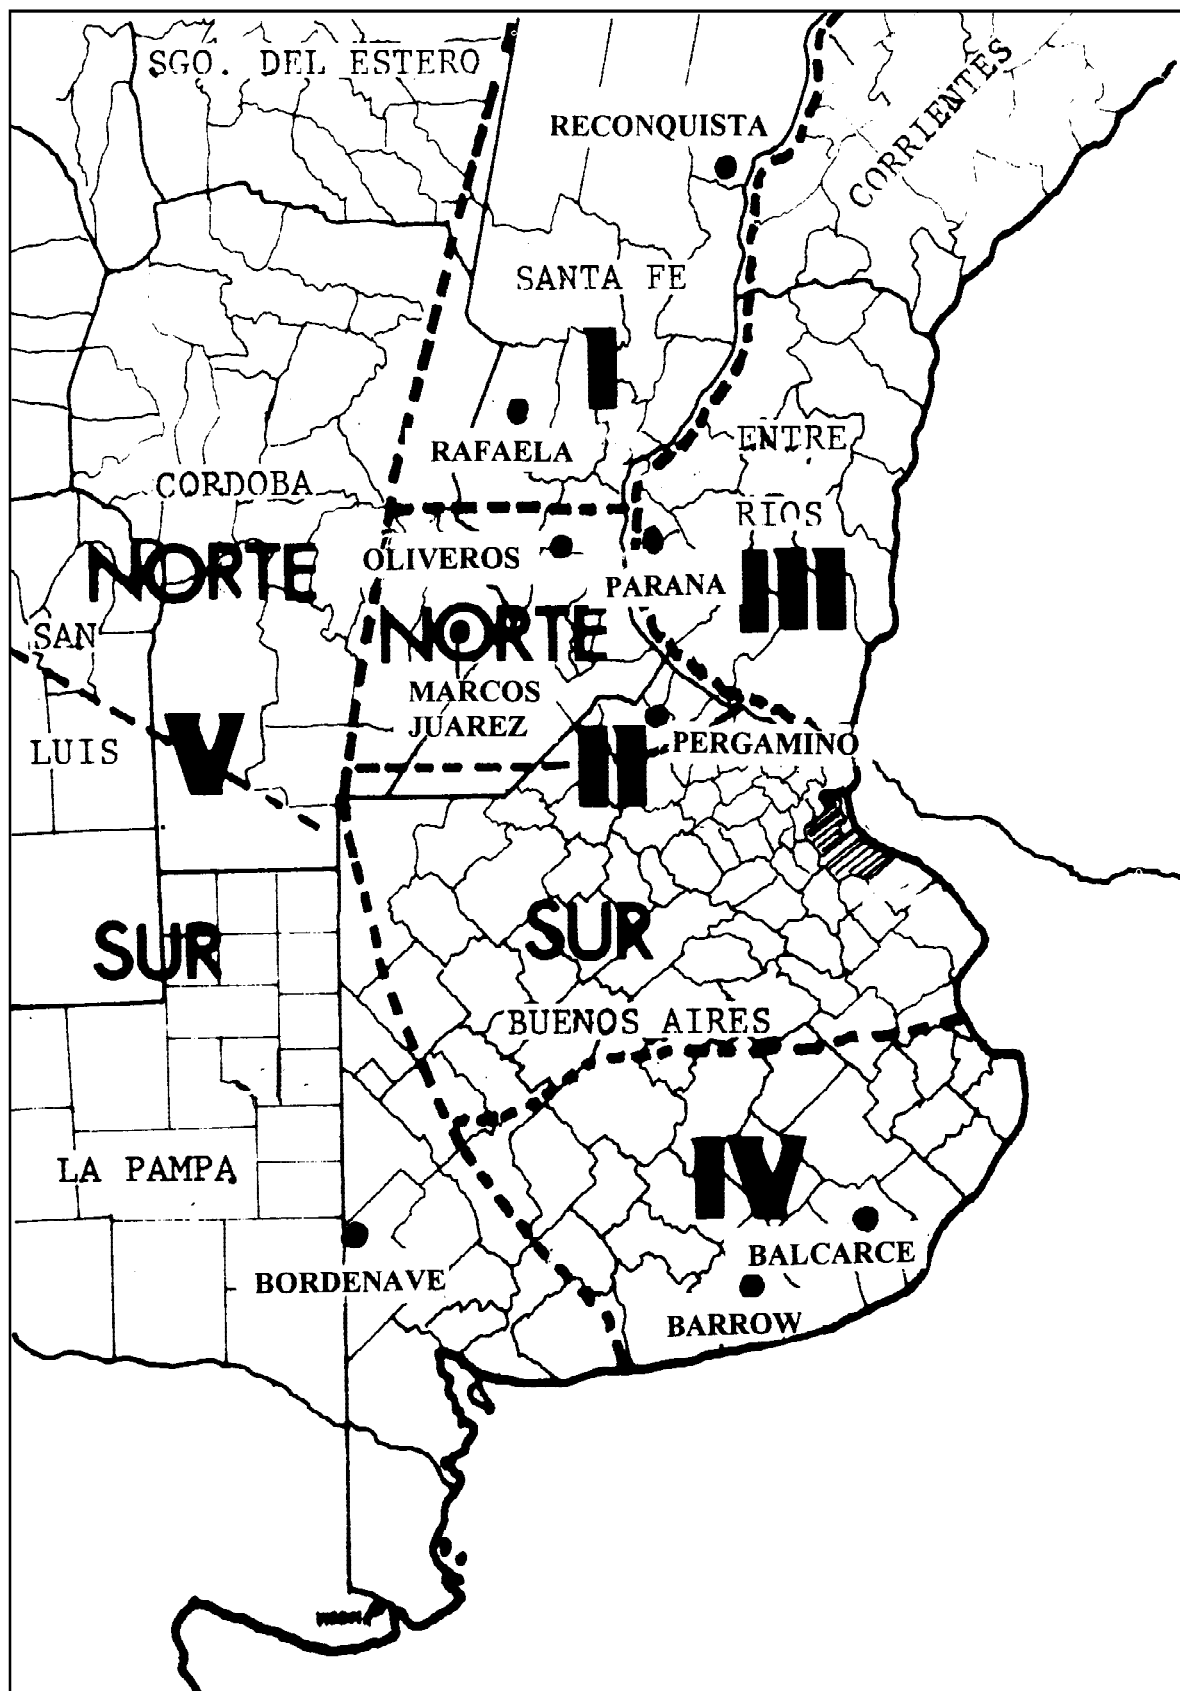 SGO. DEL ESTERO
RECONQUISTA
CORRIENTES
SANTA FE
I
RAFAELA
ENTRE
RIOS
CORDOBA
NORTE
OLIVEROS
PARANA
III
NORTE
SAN
LUIS
MARCOS
JUAREZ
V
II
PERGAMINO
SUR
SUR
BUENOS AIRES
LA PAMPA
IV
BALCARCE
BORDENAVE
BARROW